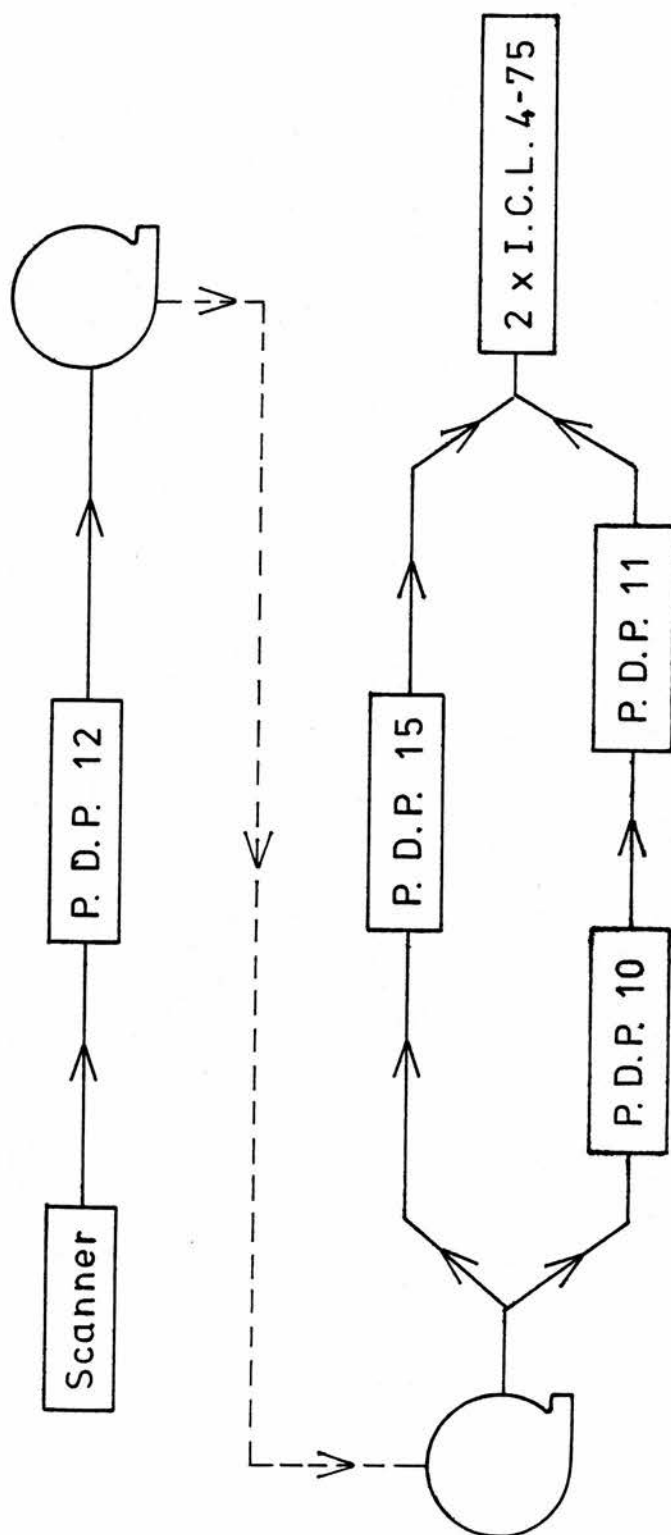 Scanner
P. D. P. 12
P. D. P. 15
P. D. P. 10
P. D. P. 11
2 x I. C. L. 4-75